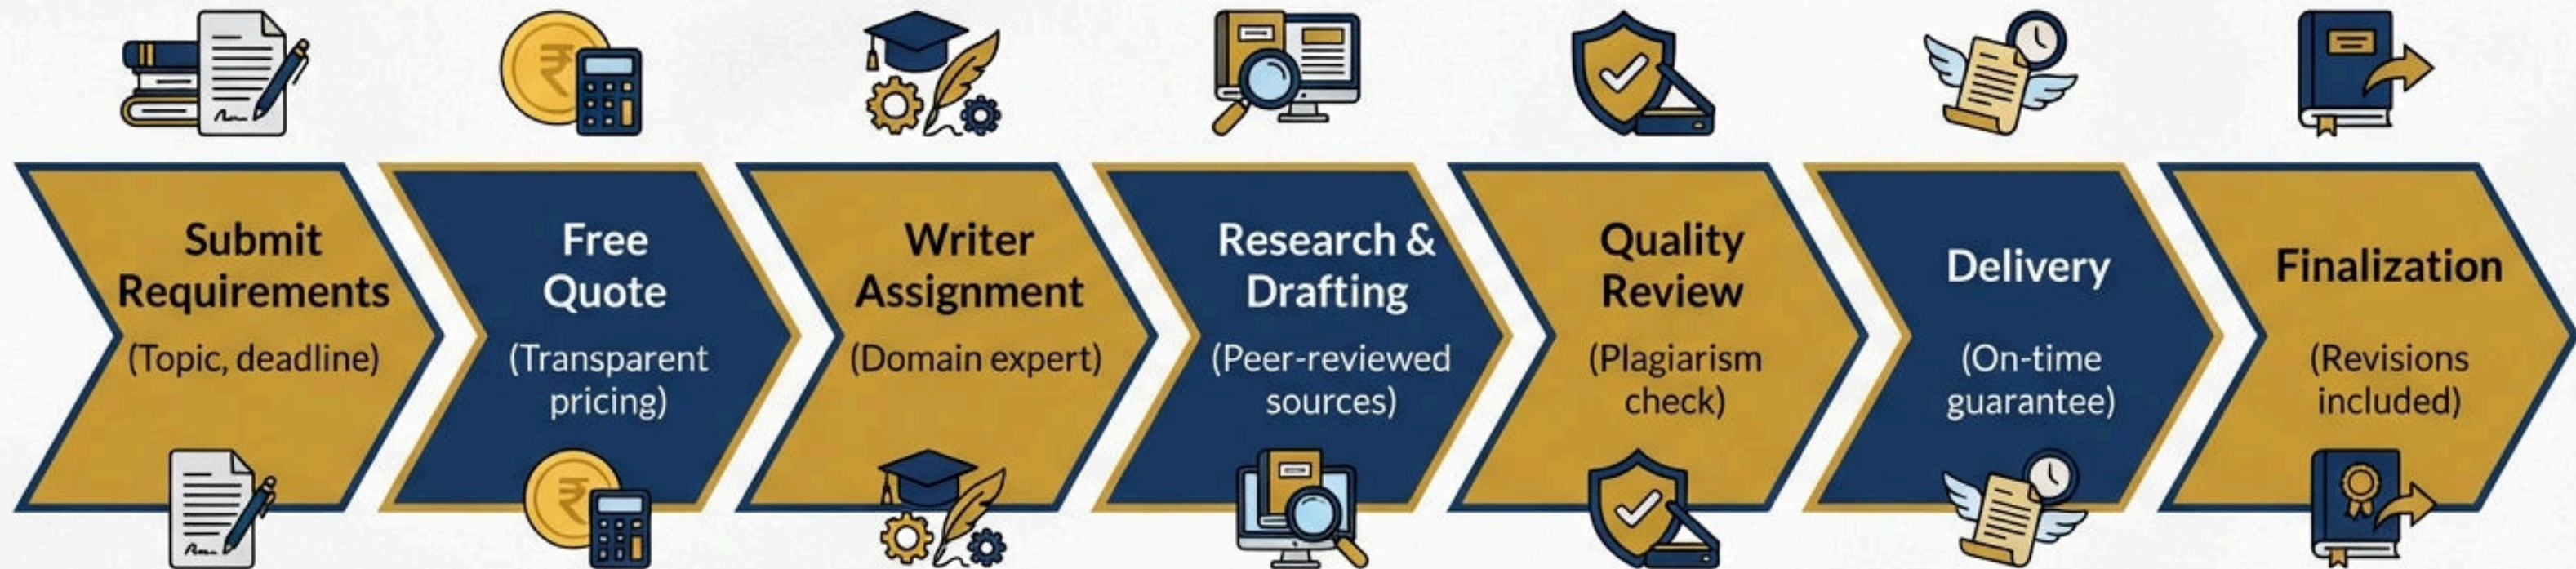 Submit
Requirements
(Topic, deadline)
Free
Quote
(Transparent
pricing)
Writer
Assignment
(Domain expert)
Research &
Drafting
(Peer-reviewed
sources)
Quality
Review
(Plagiarism
check)
Delivery
(On-time
guarantee)
Finalization
(Revisions
included)